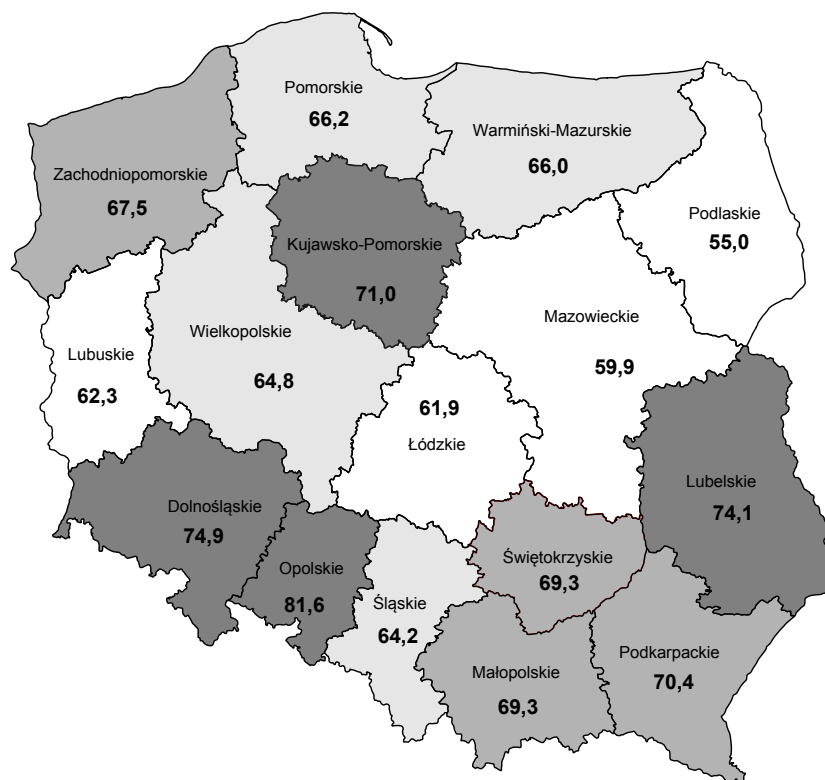 Pomorskie
66,2
Warmiński-Mazurskie
66,0
Zachodniopomorskie
67,5
Podlaskie
55,0
Kujawsko-Pomorskie
71,0
Mazowieckie
59,9
Wielkopolskie
64,8
Lubuskie
62,3
61,9
Łódzkie
Lubelskie
74,1
Dolnośląskie
74,9
Opolskie
81,6
Świętokrzyskie
69,3
Śląskie
64,2
Podkarpackie
70,4
Małopolskie
69,3